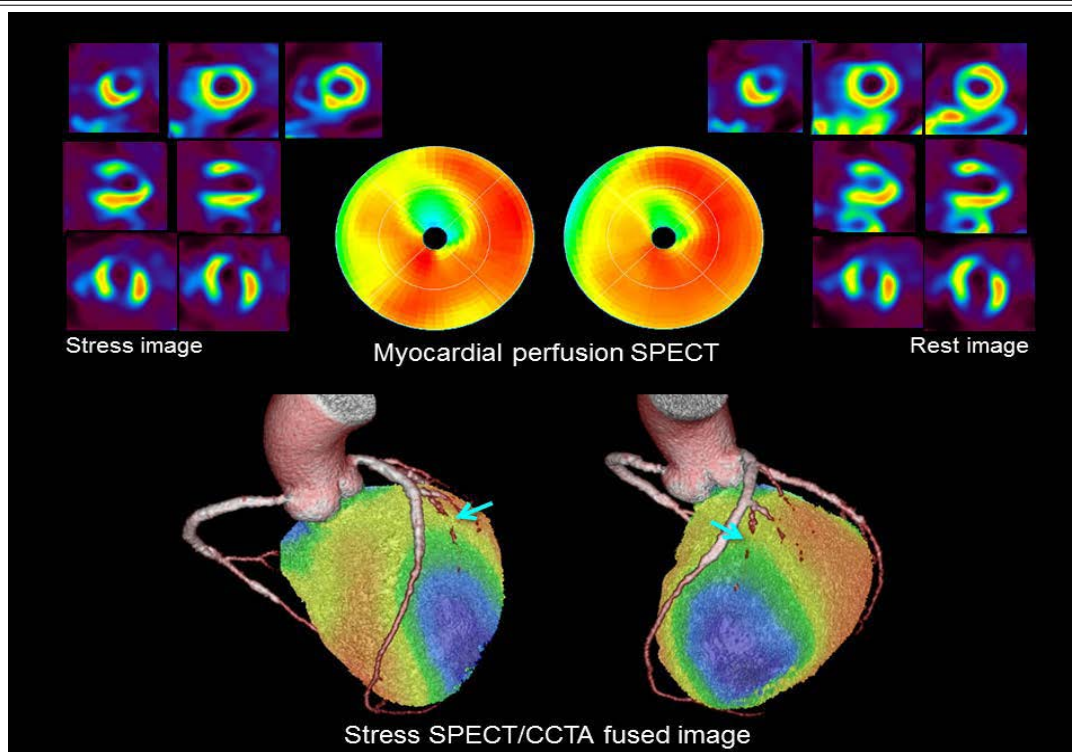 Stress image
Myocardial perfusion SPECT
Rest image
Stress SPECT/CCTA fused image